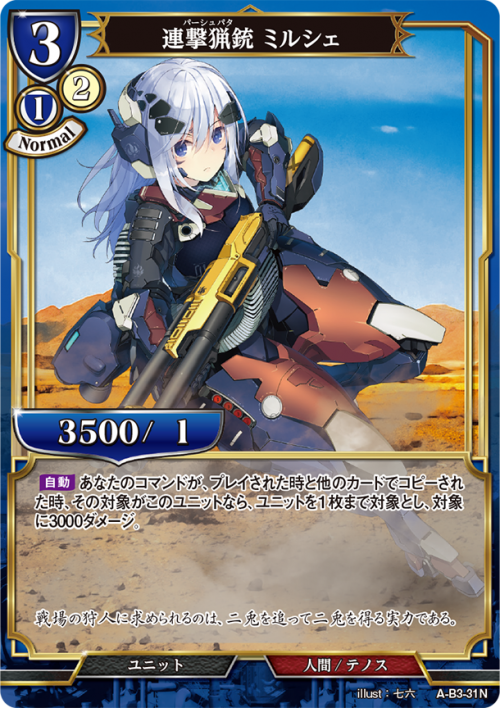 3
パーシュパタ
連撃猟銃 ミルシェ
1
2
Normal
3500/ 1
自動 あなたのコマンドが、プレイされた時と他のカードでコピーされ
た時、その対象がこのユニットなら、ユニットを1枚まで対象とし、対象
に3000ダメージ。
戦場の狩人に求められるのは、二兎を追って二兎を得る実力である。
ユニット
人間/テノス
illust:七六
A-B3-31N